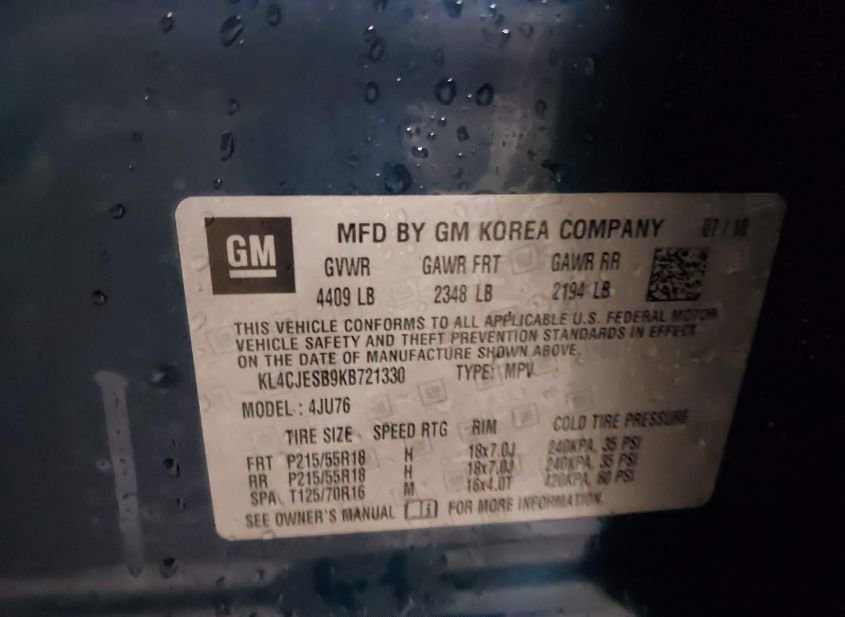 GM
MFD BY GM KOREA COMPANY 07/18
GVWR GAWR FRT GAWR RR
4409 LB 2348 LB 2194 LB
THIS VEHICLE CONFORMS TO ALL APPLICABLE U.S. FEDERAL MOTOR
VEHICLE SAFETY AND THEFT PREVENTION STANDARDS IN EFFECT
ON THE DATE OF MANUFACTURE SHOWN ABOVE.
KL4CJESB9KB721330 TYPE: MPV
MODEL: 4JU76
TIRE SIZE SPEED RTG RIM COLD TIRE PRESSURE
FRT P215/55R18 H 18x7.0J 240KPA, 35 PSI
RR P215/55R18 H 18x7.0J 240KPA, 35 PSI
SPA T125/70R16 M 16x4.0T 420KPA, 60 PSI
SEE OWNER'S MANUAL FOR MORE INFORMATION.